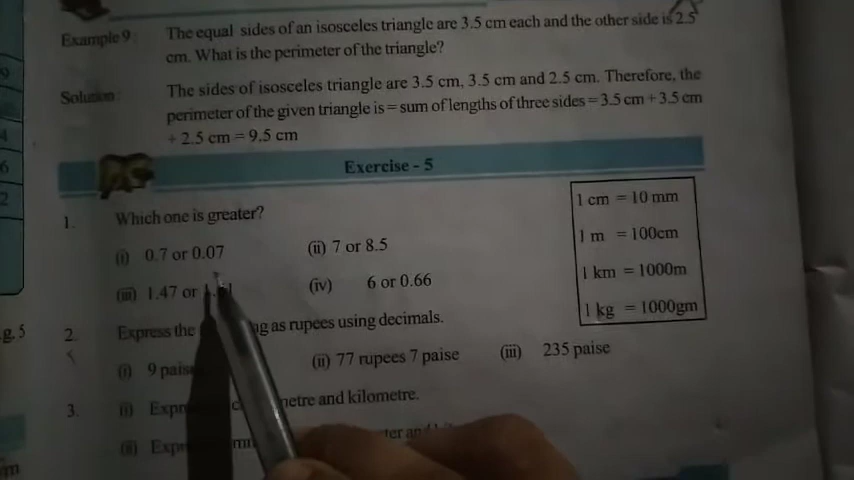 Example 9 : The equal sides of an isosceles triangle are 3.5 cm each and the other side is 2.5
cm. What is the perimeter of the triangle?
Solution: The sides of isosceles triangle are 3.5 cm, 3.5 cm and 2.5 cm. Therefore, the
perimeter of the given triangle is = sum of lengths of three sides = 3.5 cm + 3.5 cm
+ 2.5 cm = 9.5 cm
Exercise - 5
1. Which one is greater?
(i) 0.7 or 0.07 (ii) 7 or 8.5
(iii) 1.47 or (iv) 6 or 0.66
1 cm = 10 mm
1 m = 100cm
1 km = 1000m
1 kg = 1000gm
2. Express the as rupees using decimals.
(i) 9 (ii) 77 rupees 7 paise (iii) 235 paise
3. (i) and kilometre.
(ii)
g. 5
6
2